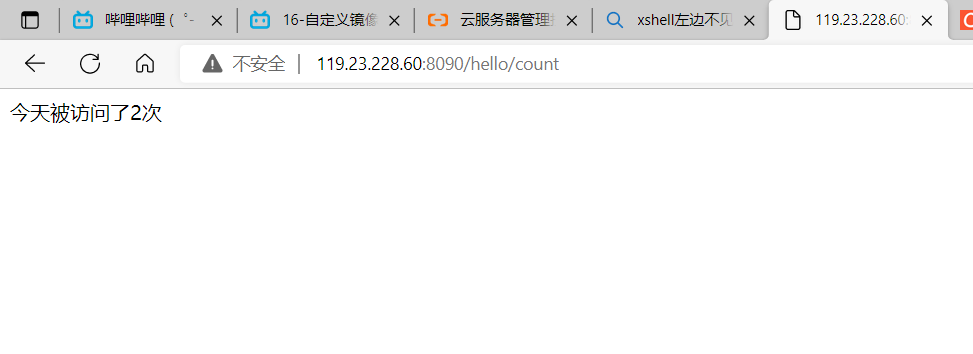 哔哩哔哩 ( ゜-
16-自定义镜像
云服务器管理控
xshell左边不见
119.23.228.60:
不安全 | 119.23.228.60:8090/hello/count
今天被访问了2次